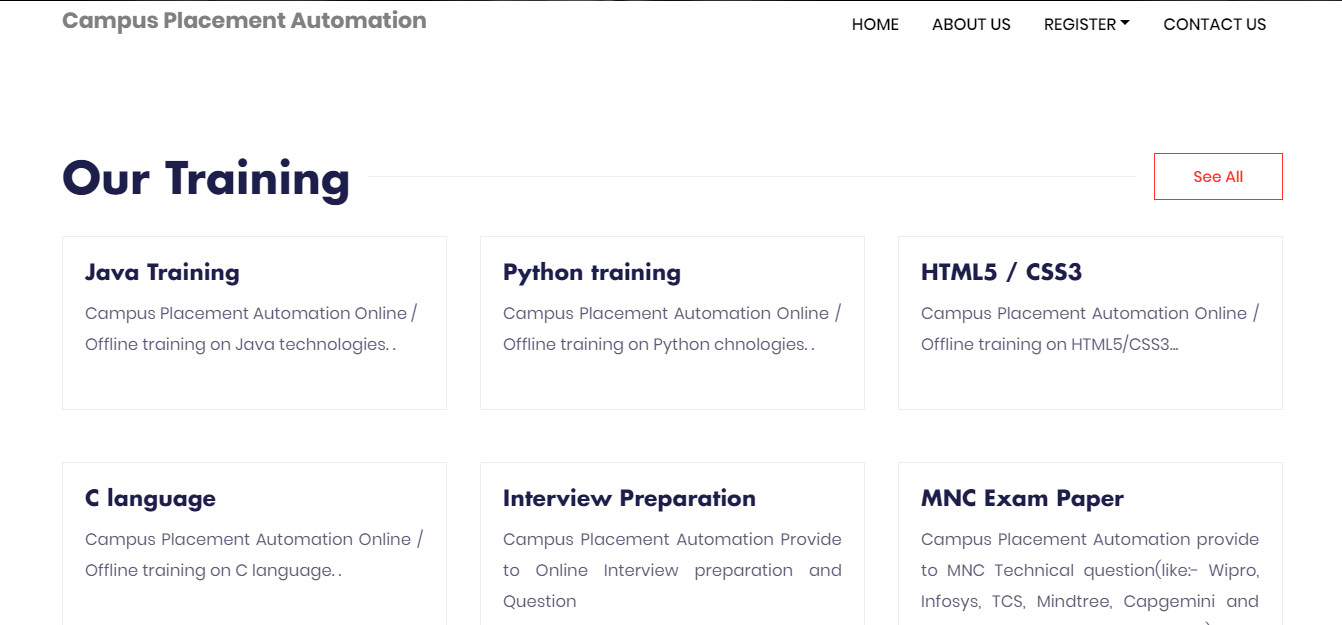 Campus Placement Automation
HOME ABOUT US REGISTER CONTACT US
Our Training
See All
Java Training
Campus Placement Automation Online /
Offline training on Java technologies. .
Python training
Campus Placement Automation Online /
Offline training on Python chnologies. .
HTML5 / CSS3
Campus Placement Automation Online /
Offline training on HTML5/CSS3...
C language
Campus Placement Automation Online /
Offline training on C language. .
Interview Preparation
Campus Placement Automation Provide
to Online Interview preparation and
Question
MNC Exam Paper
Campus Placement Automation provide
to MNC Technical question(like:- Wipro,
Infosys, TCS, Mindtree, Capgemini and